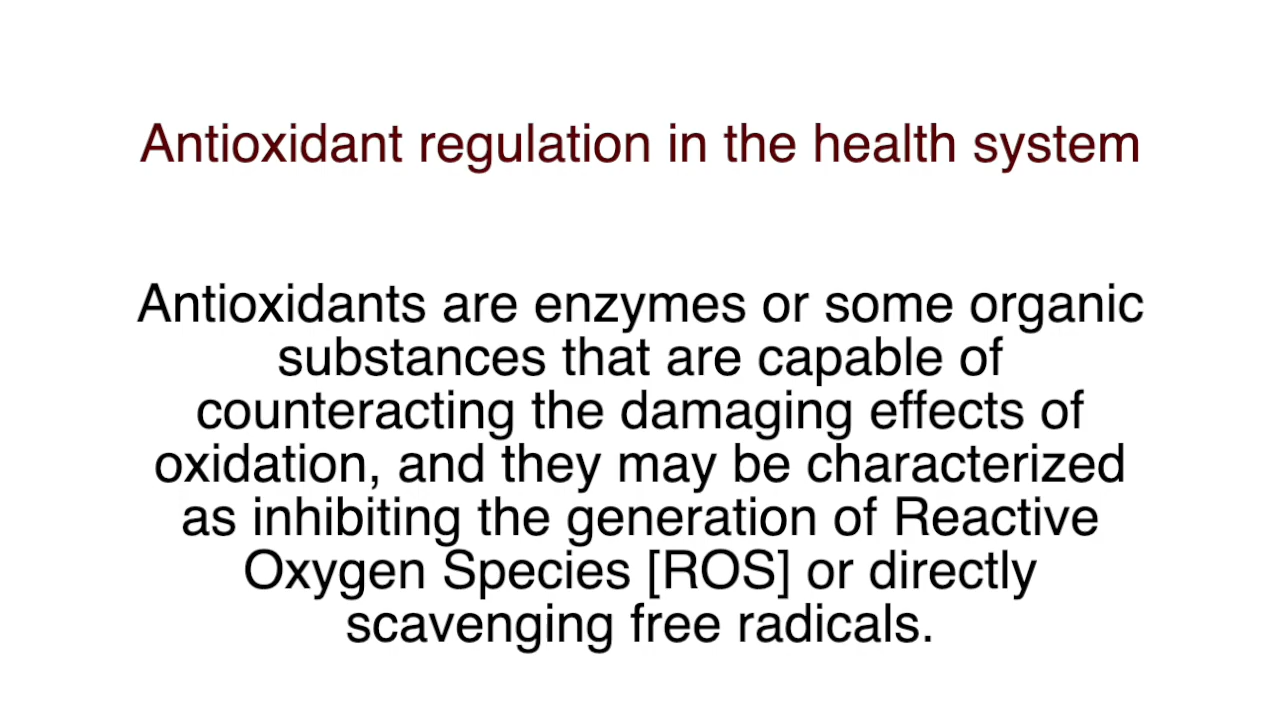 Antioxidant regulation in the health system
Antioxidants are enzymes or some organic
substances that are capable of
counteracting the damaging effects of
oxidation, and they may be characterized
as inhibiting the generation of Reactive
Oxygen Species [ROS] or directly
scavenging free radicals.